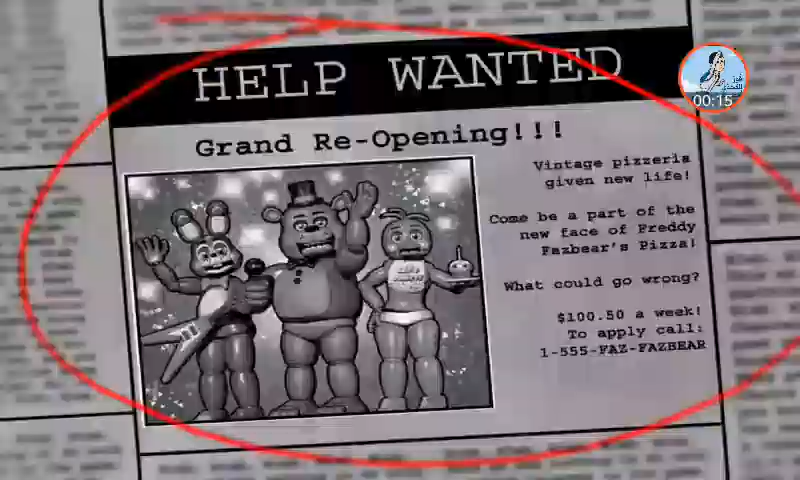 HELP WANTED
Grand Re-Opening!!!
Vintage pizzeria
given new life!
Come be a part of the
new face of Freddy
Fazbear's Pizza!
What could go wrong?
$100.50 a week!
To apply call:
1-555-FAZ-FAZBEAR
00:15